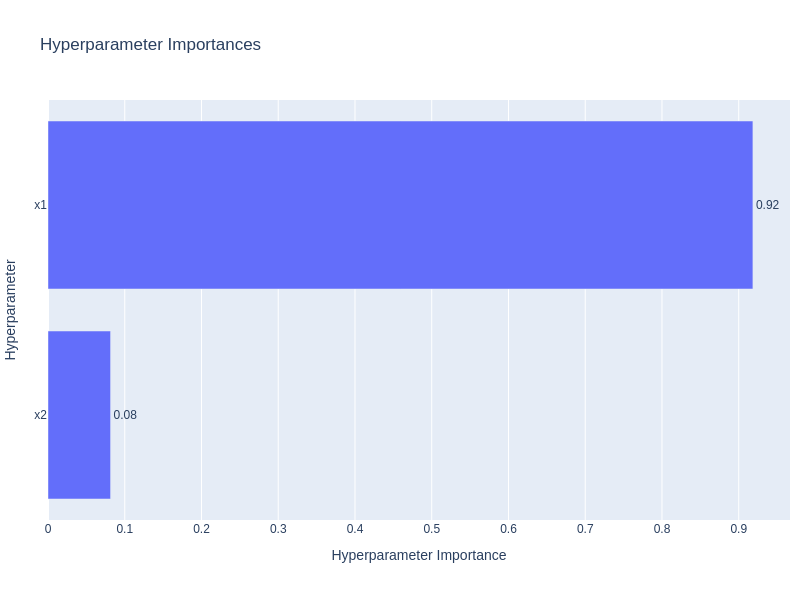 Hyperparameter Importances
Hyperparameter
x1
0.92
x2
0.08
0 0.1 0.2 0.3 0.4 0.5 0.6 0.7 0.8 0.9
Hyperparameter Importance